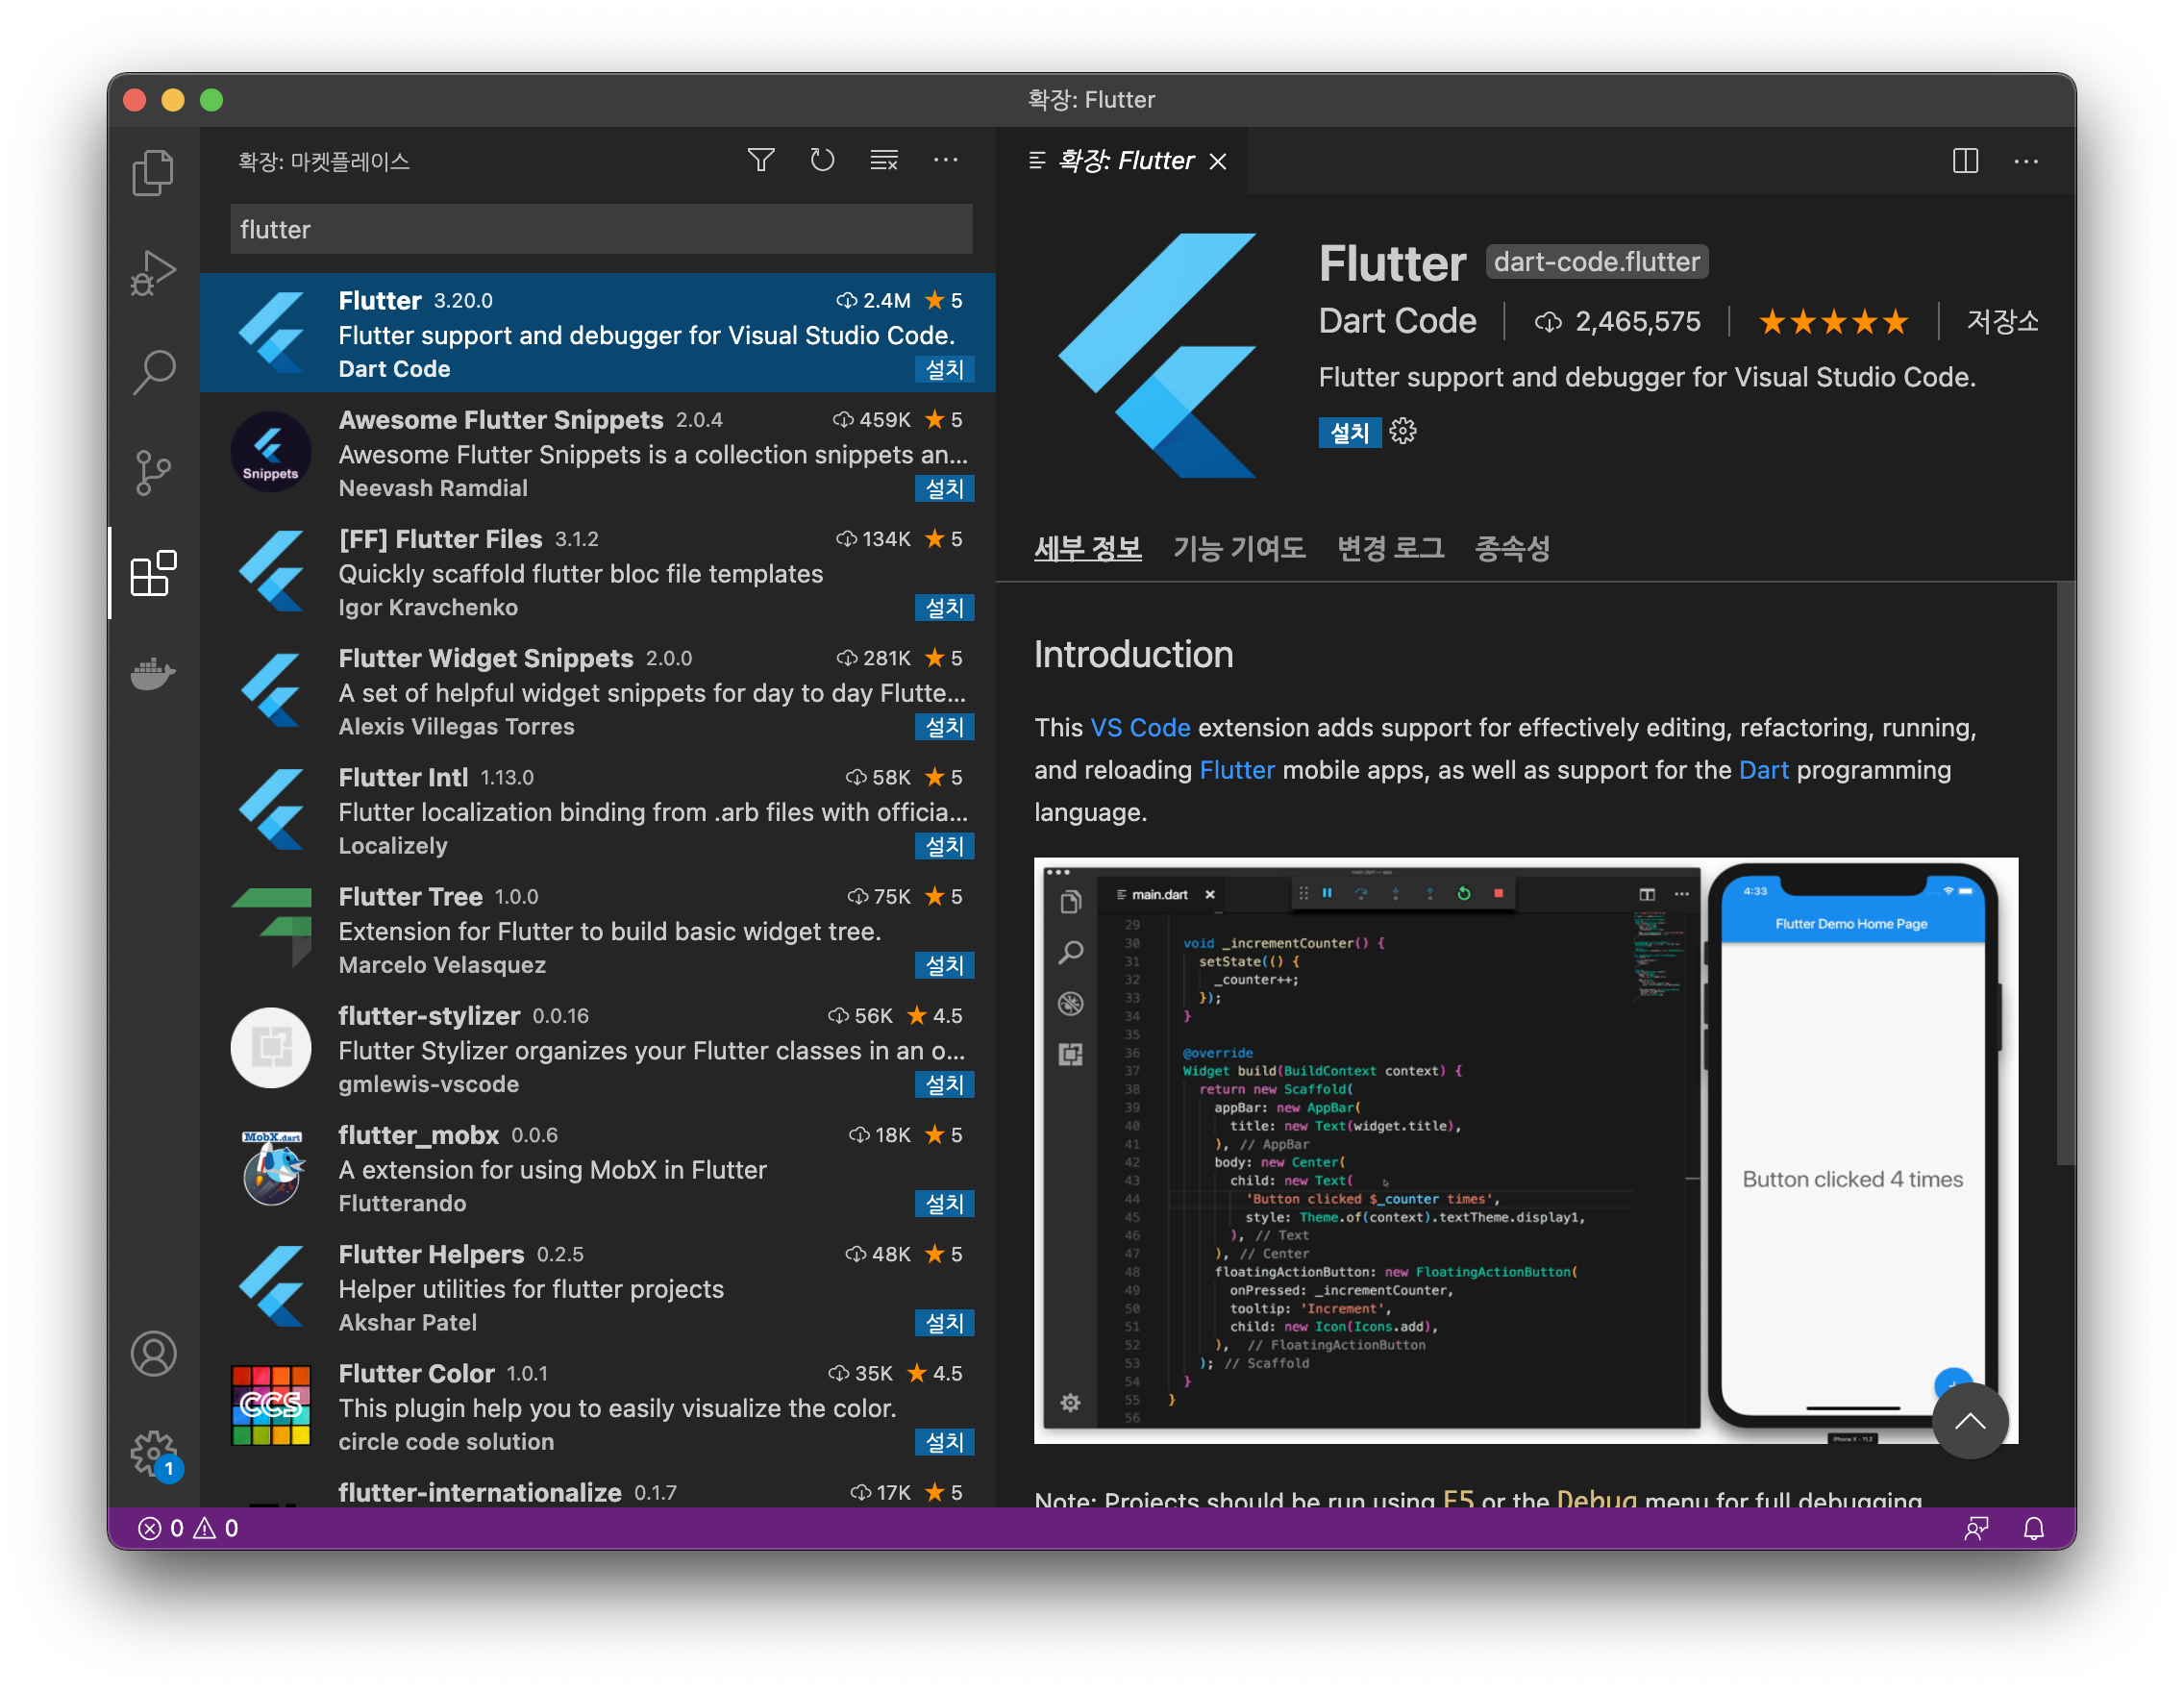 확장: Flutter
확장: 마켓플레이스
flutter
Flutter 3.20.0 2.4M 5
Flutter support and debugger for Visual Studio Code.
Dart Code 설치
Snippets
Awesome Flutter Snippets 2.0.4 459K 5
Awesome Flutter Snippets is a collection snippets an...
Neevash Ramdial 설치
[FF] Flutter Files 3.1.2 134K 5
Quickly scaffold flutter bloc file templates
Igor Kravchenko 설치
Flutter Widget Snippets 2.0.0 281K 5
A set of helpful widget snippets for day to day Flutte...
Alexis Villegas Torres 설치
Flutter Intl 1.13.0 58K 5
Flutter localization binding from .arb files with officia...
Localizely 설치
Flutter Tree 1.0.0 75K 5
Extension for Flutter to build basic widget tree.
Marcelo Velasquez 설치
flutter-stylizer 0.0.16 56K 4.5
Flutter Stylizer organizes your Flutter classes in an o...
gmlewis-vscode 설치
MobX.dart
flutter_mobx 0.0.6 18K 5
A extension for using MobX in Flutter
Flutterando 설치
Flutter Helpers 0.2.5 48K 5
Helper utilities for flutter projects
Akshar Patel 설치
CCS
Flutter Color 1.0.1 35K 4.5
This plugin help you to easily visualize the color.
circle code solution 설치
flutter-internationalize 0.1.7 17K 5
1
0 0
확장: Flutter
Flutter dart-code.flutter
Dart Code 2,465,575 저장소
Flutter support and debugger for Visual Studio Code.
설치
세부 정보 기능 기여도 변경 로그 종속성
Introduction
This VS Code extension adds support for effectively editing, refactoring, running,
and reloading Flutter mobile apps, as well as support for the Dart programming
language.
main.dart — app
main.dart
29
30 void _incrementCounter() {
31 setState(() {
32 _counter++;
33 });
34 }
35
36 @override
37 Widget build(BuildContext context) {
38 return new Scaffold(
39 appBar: new AppBar(
40 title: new Text(widget.title),
41 ), // AppBar
42 body: new Center(
43 child: new Text(
44 'Button clicked $_counter times',
45 style: Theme.of(context).textTheme.display1,
46 ), // Text
47 ), // Center
48 floatingActionButton: new FloatingActionButton(
49 onPressed: _incrementCounter,
50 tooltip: 'Increment',
51 child: new Icon(Icons.add),
52 ), // FloatingActionButton
53 ); // Scaffold
54 }
55 }
56
4:33
Flutter Demo Home Page
Button clicked 4 times
iPhone X - 11.2
Note: Projects should be run using F5 or the Debug menu for full debugging